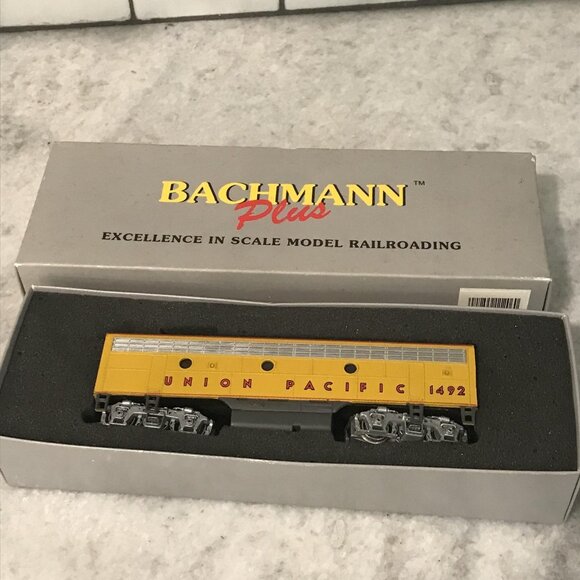 BACHMANN™
Plus
EXCELLENCE IN SCALE MODEL RAILROADING
UNION PACIFIC 1492